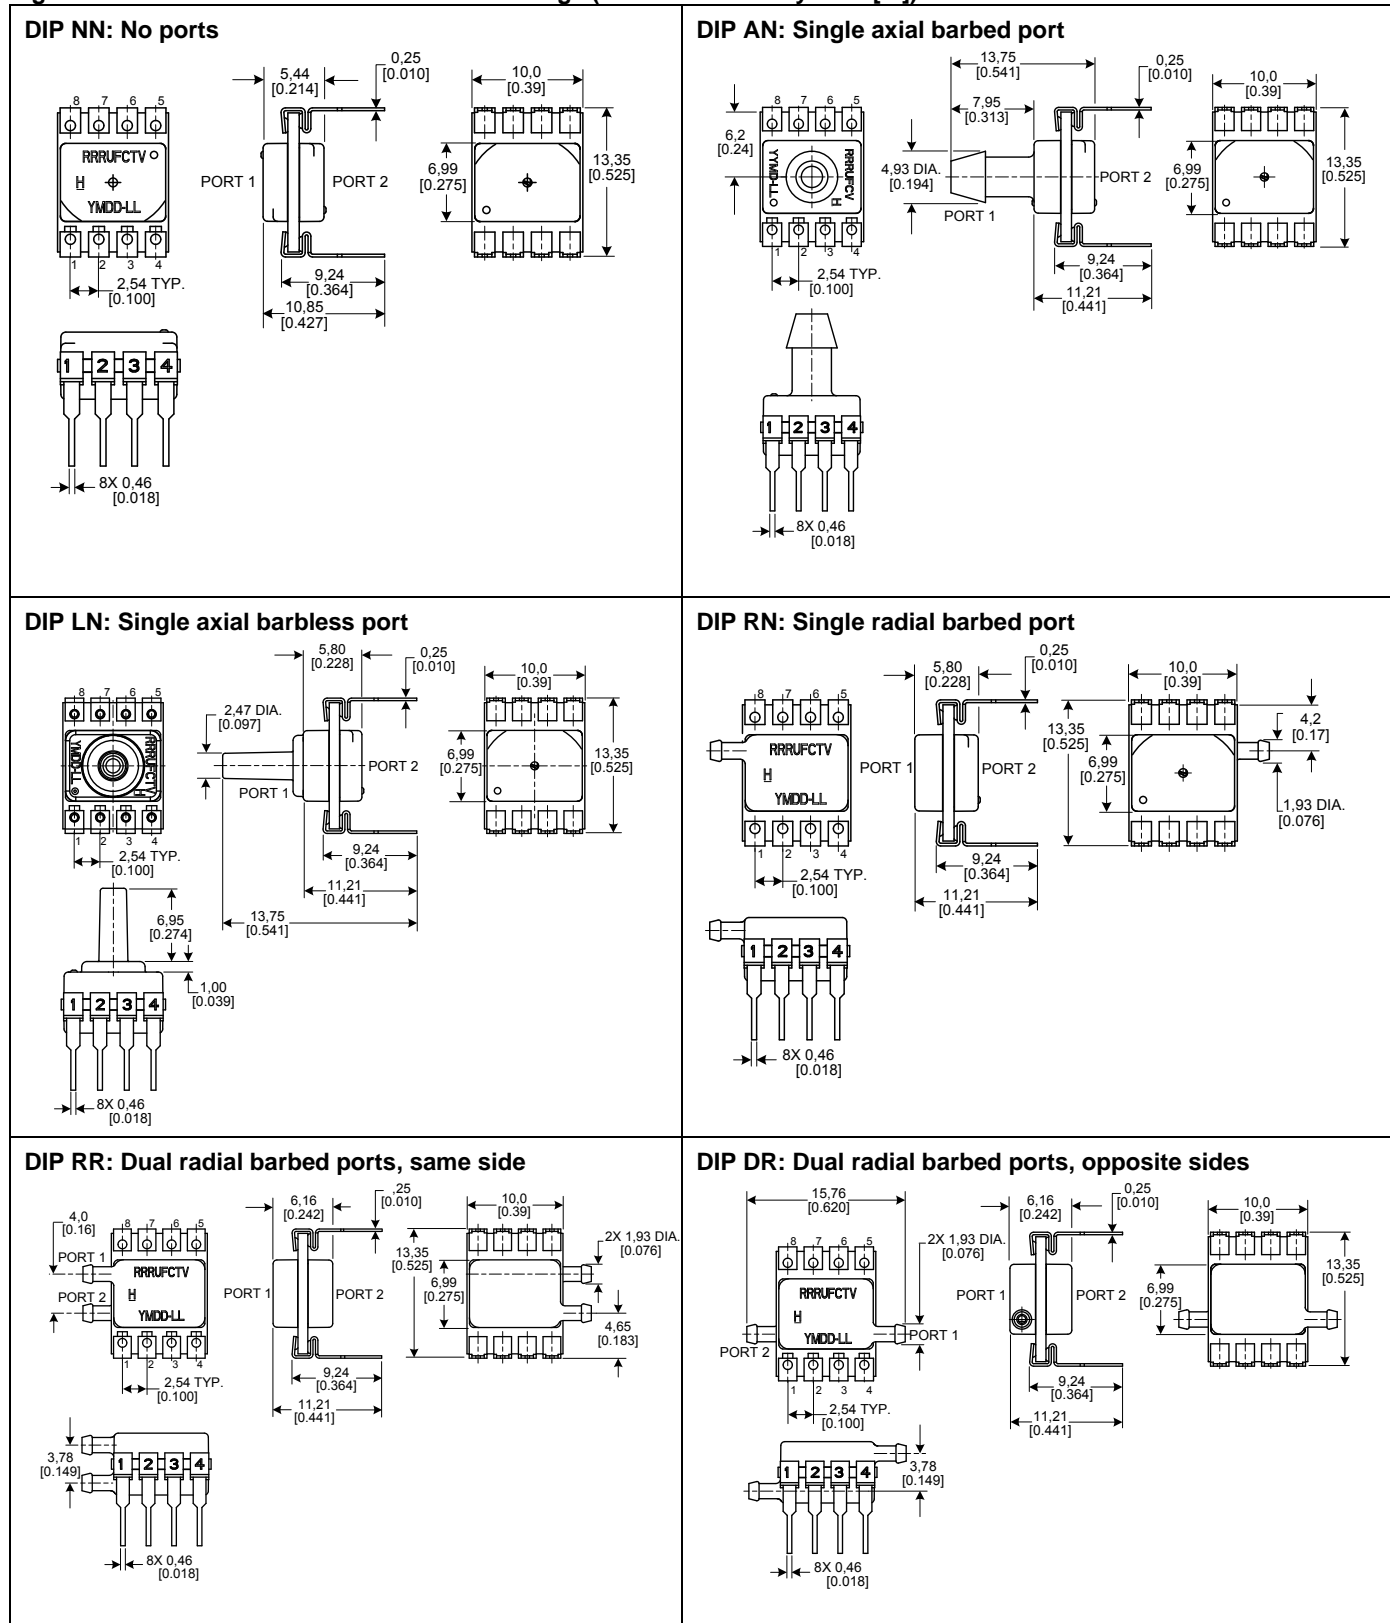 DIP NN: No ports
5,44
[0.214]
0,25
[0.010]
10,0
[0.39]
8 7 6 5
RRRUFCTV
H
YMDD-LL
PORT 1
PORT 2
6,99
[0.275]
13,35
[0.525]
1 2 3 4
2,54 TYP.
[0.100]
9,24
[0.364]
10,85
[0.427]
1 2 3 4
8X 0,46
[0.018]
DIP AN: Single axial barbed port
13,75
[0.541]
0,25
[0.010]
7,95
[0.313]
10,0
[0.39]
8 7 6 5
6,2
[0.24]
YYMD-LL
RRRUFCV
H
4,93 DIA.
[0.194]
PORT 1
PORT 2
6,99
[0.275]
13,35
[0.525]
1 2 3 4
2,54 TYP.
[0.100]
9,24
[0.364]
11,21
[0.441]
1 2 3 4
8X 0,46
[0.018]
DIP LN: Single axial barbless port
5,80
[0.228]
0,25
[0.010]
10,0
[0.39]
8 7 6 5
2,47 DIA.
[0.097]
YMDD-LL
RRRUFCTV
H
PORT 1
PORT 2
6,99
[0.275]
13,35
[0.525]
1 2 3 4
2,54 TYP.
[0.100]
9,24
[0.364]
11,21
[0.441]
13,75
[0.541]
6,95
[0.274]
1,00
[0.039]
1 2 3 4
8X 0,46
[0.018]
DIP RN: Single radial barbed port
5,80
[0.228]
0,25
[0.010]
10,0
[0.39]
8 7 6 5
RRRUFCTV
H
YMDD-LL
PORT 1
PORT 2
13,35
[0.525]
6,99
[0.275]
4,2
[0.17]
1,93 DIA.
[0.076]
1 2 3 4
2,54 TYP.
[0.100]
9,24
[0.364]
11,21
[0.441]
1 2 3 4
8X 0,46
[0.018]
DIP RR: Dual radial barbed ports, same side
6,16
[0.242]
,25
[0.010]
10,0
[0.39]
4,0
[0.16]
8 7 6 5
PORT 1
PORT 2
RRRUFCTV
H
YMDD-LL
PORT 1
PORT 2
13,35
[0.525]
6,99
[0.275]
2X 1,93 DIA.
[0.076]
4,65
[0.183]
1 2 3 4
2,54 TYP.
[0.100]
9,24
[0.364]
11,21
[0.441]
3,78
[0.149]
1 2 3 4
8X 0,46
[0.018]
DIP DR: Dual radial barbed ports, opposite sides
15,76
[0.620]
6,16
[0.242]
0,25
[0.010]
10,0
[0.39]
8 7 6 5
2X 1,93 DIA.
[0.076]
RRRUFCTV
H
YMDD-LL
PORT 2
PORT 1
PORT 1
PORT 2
6,99
[0.275]
13,35
[0.525]
1 2 3 4
2,54 TYP.
[0.100]
9,24
[0.364]
11,21
[0.441]
3,78
[0.149]
1 2 3 4
8X 0,46
[0.018]